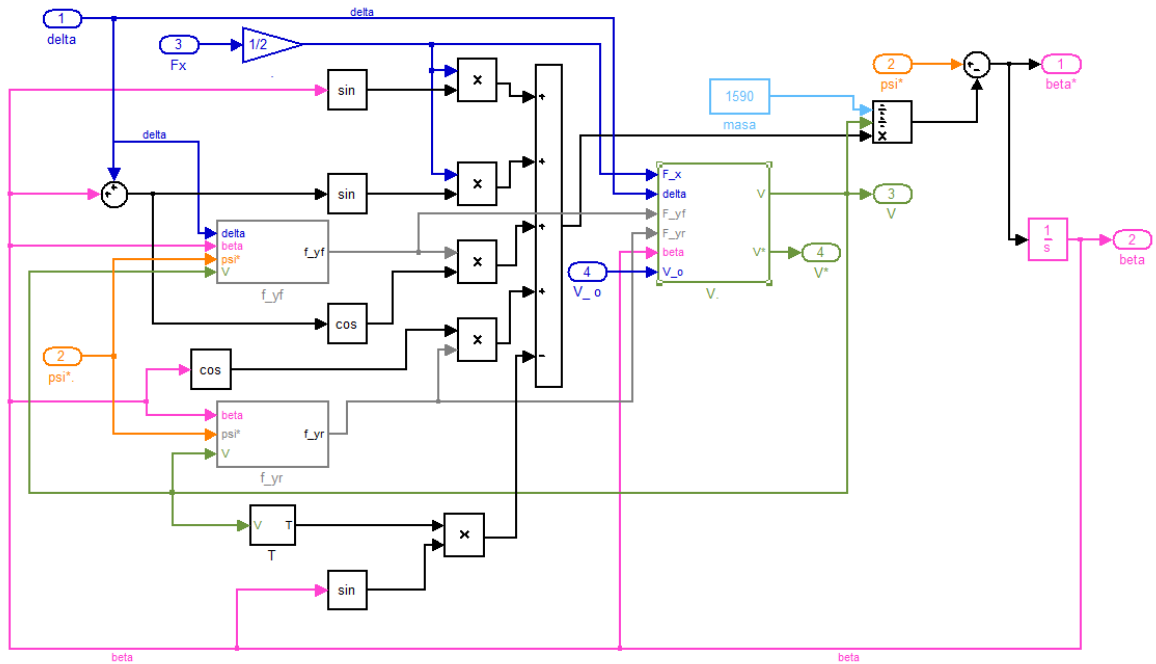 1
delta
delta
3
Fx
1/2
.
sin
×
+
1590
masa
÷
÷
×
2
psi*
+
-
1
beta*
delta
+
+
sin
×
+
F_x
delta
F_yf
F_yr
beta
V_o
V
V*
3
V
4
V*
4
V_ o
V.
delta
beta
psi*
V
f_yf
f_yf
×
+
1
s
2
beta
cos
×
+
2
psi*.
cos
-
beta
psi*
V
f_yr
f_yr
V
T
T
×
sin
beta
beta